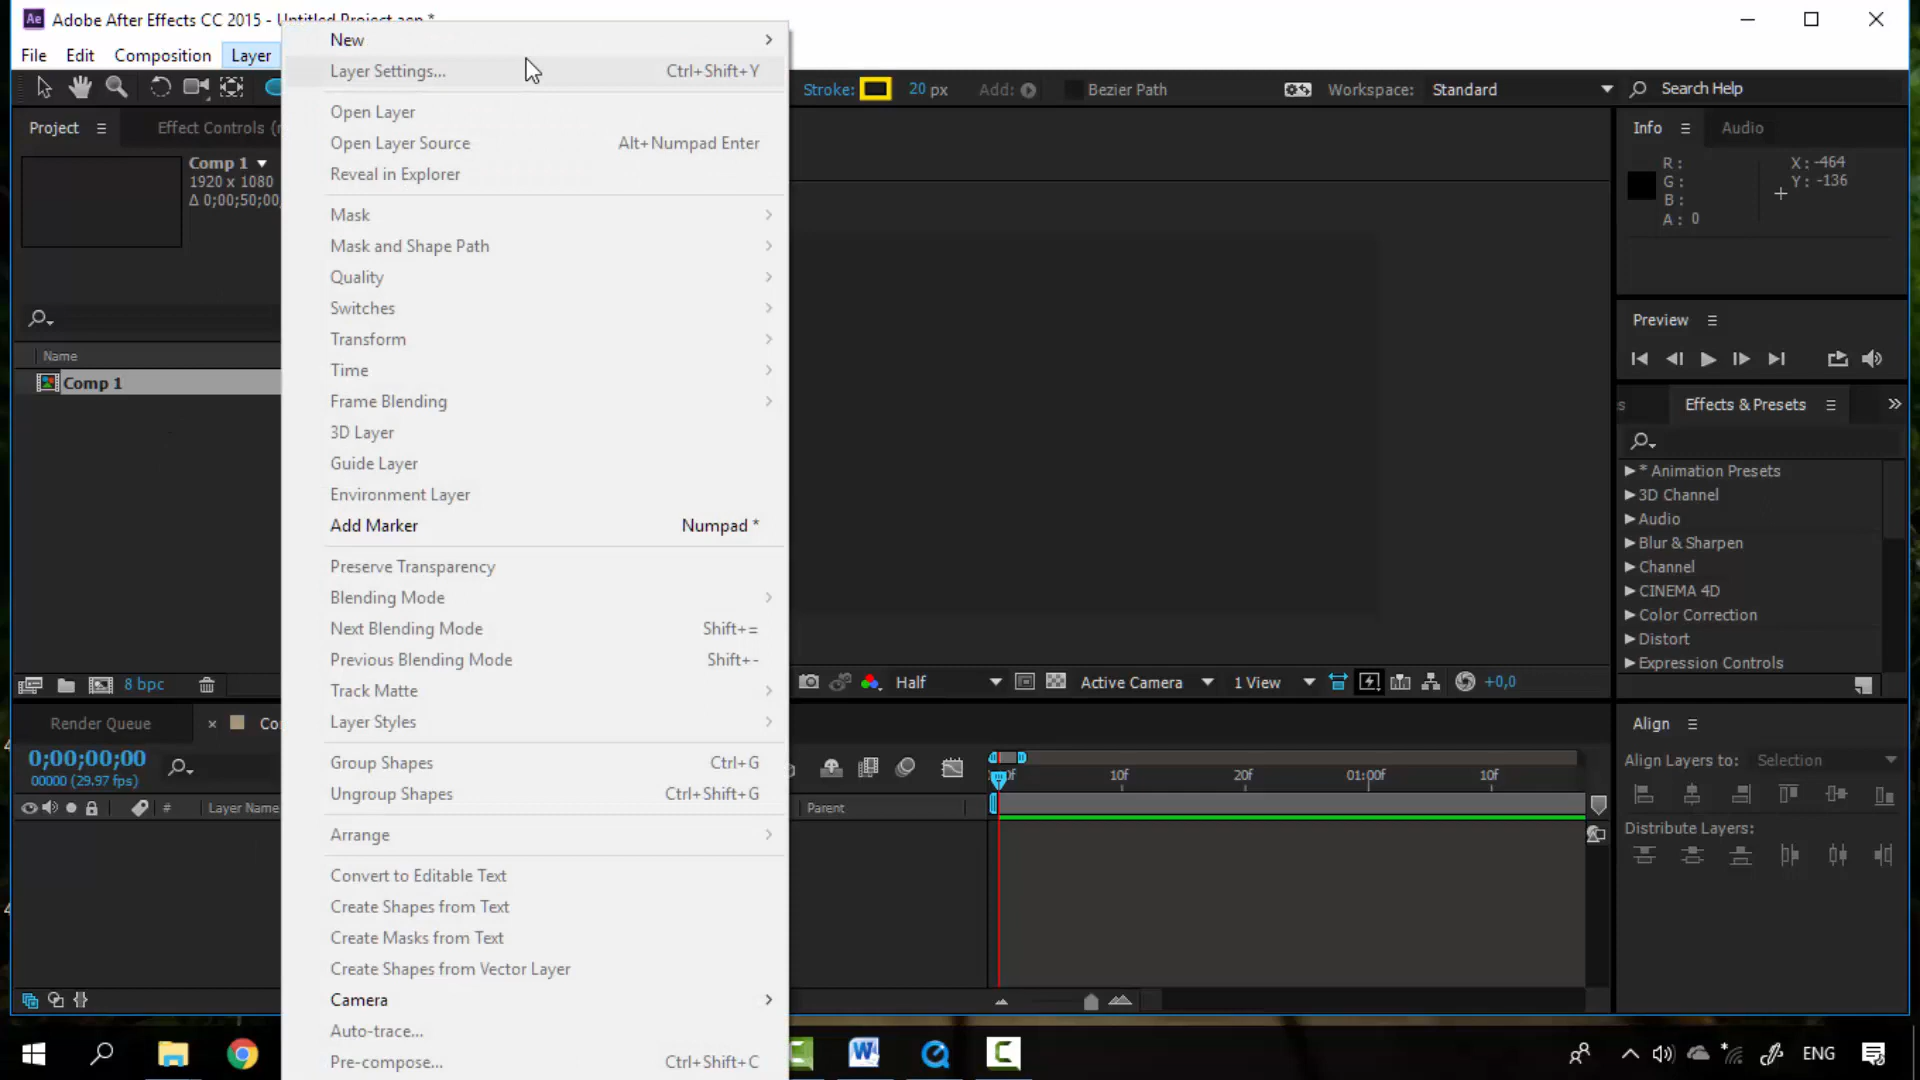 Adobe After Effects CC 2015 - Untitled Project.aep *
File Edit Composition Layer
New
Layer Settings... Ctrl+Shift+Y
Open Layer
Open Layer Source Alt+Numpad Enter
Reveal in Explorer
Mask
Mask and Shape Path
Quality
Switches
Transform
Time
Frame Blending
3D Layer
Guide Layer
Environment Layer
Add Marker Numpad *
Preserve Transparency
Blending Mode
Next Blending Mode Shift+=
Previous Blending Mode Shift+-
Track Matte
Layer Styles
Group Shapes Ctrl+G
Ungroup Shapes Ctrl+Shift+G
Arrange
Convert to Editable Text
Create Shapes from Text
Create Masks from Text
Create Shapes from Vector Layer
Camera
Auto-trace...
Pre-compose... Ctrl+Shift+C
Stroke: 20 px Add: Bezier Path Workspace: Standard Search Help
Project Effect Controls
Comp 1
1920 x 1080
Δ 0;00;50;00,
Name
Comp 1
8 bpc
Half Active Camera 1 View +0,0
Info Audio
R: X: -464
G: Y: -136
B:
A: 0
Preview
Effects & Presets
* Animation Presets
3D Channel
Audio
Blur & Sharpen
Channel
CINEMA 4D
Color Correction
Distort
Expression Controls
Render Queue
0;00;00;00
00000 (29.97 fps)
# Layer Name Parent
10f 20f 01:00f 10f
Align
Align Layers to: Selection
Distribute Layers:
ENG